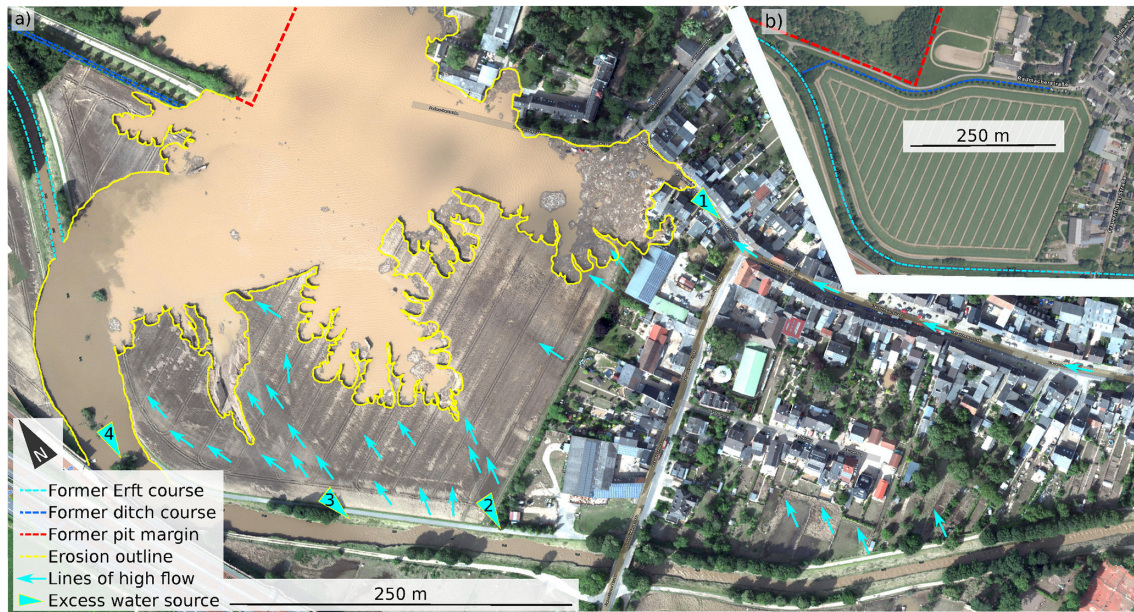 a)
b)
Radmacherstraße
250 m
1
2
3
4
N
Former Erft course
Former ditch course
Former pit margin
Erosion outline
Lines of high flow
Excess water source
250 m